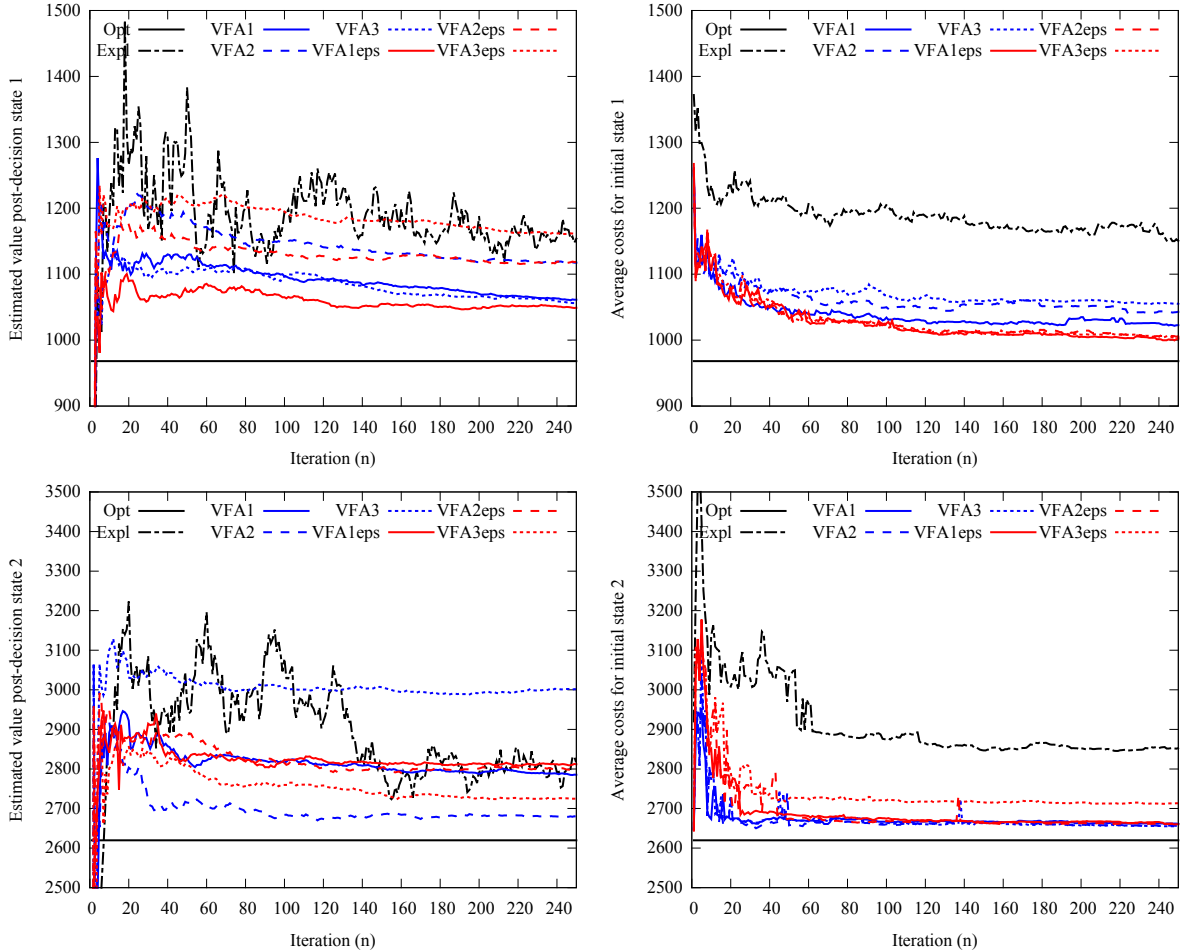 Opt VFA1 VFA3 VFA2eps
Expl VFA2 VFA1eps VFA3eps
1500
1400
1300
1200
1100
1000
900
0 20 40 60 80 100 120 140 160 180 200 220 240
Iteration (n)
Estimated value post-decision state 1
Opt VFA1 VFA3 VFA2eps
Expl VFA2 VFA1eps VFA3eps
1500
1400
1300
1200
1100
1000
900
0 20 40 60 80 100 120 140 160 180 200 220 240
Iteration (n)
Average costs for initial state 1
Opt VFA1 VFA3 VFA2eps
Expl VFA2 VFA1eps VFA3eps
3500
3400
3300
3200
3100
3000
2900
2800
2700
2600
2500
0 20 40 60 80 100 120 140 160 180 200 220 240
Iteration (n)
Estimated value post-decision state 2
Opt VFA1 VFA3 VFA2eps
Expl VFA2 VFA1eps VFA3eps
3500
3400
3300
3200
3100
3000
2900
2800
2700
2600
2500
0 20 40 60 80 100 120 140 160 180 200 220 240
Iteration (n)
Average costs for initial state 2